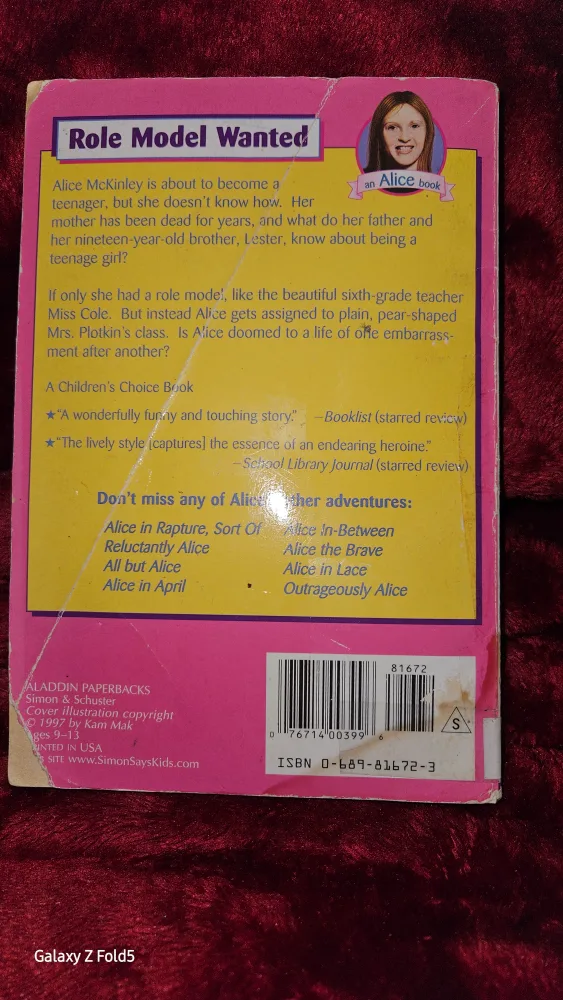 Role Model Wanted
an Alice book
Alice McKinley is about to become a
teenager, but she doesn't know how. Her
mother has been dead for years, and what do her father and
her nineteen-year-old brother, Lester, know about being a
teenage girl?
If only she had a role model, like the beautiful sixth-grade teacher
Miss Cole. But instead Alice gets assigned to plain, pear-shaped
Mrs. Plotkin's class. Is Alice doomed to a life of one embarrass-
ment after another?
A Children's Choice Book
★"A wonderfully funny and touching story." —Booklist (starred review)
★"The lively style [captures] the essence of an endearing heroine."
—School Library Journal (starred review)
Don't miss any of Alice's other adventures:
Alice in Rapture, Sort Of
Reluctantly Alice
All but Alice
Alice in April
Alice In-Between
Alice the Brave
Alice in Lace
Outrageously Alice
ALADDIN PAPERBACKS
Simon & Schuster
Cover illustration copyright
© 1997 by Kam Mak
Ages 9–13
PRINTED IN USA
SITE www.SimonSaysKids.com
81672
S
0 76714 00399 6
ISBN 0-689-81672-3
Galaxy Z Fold5